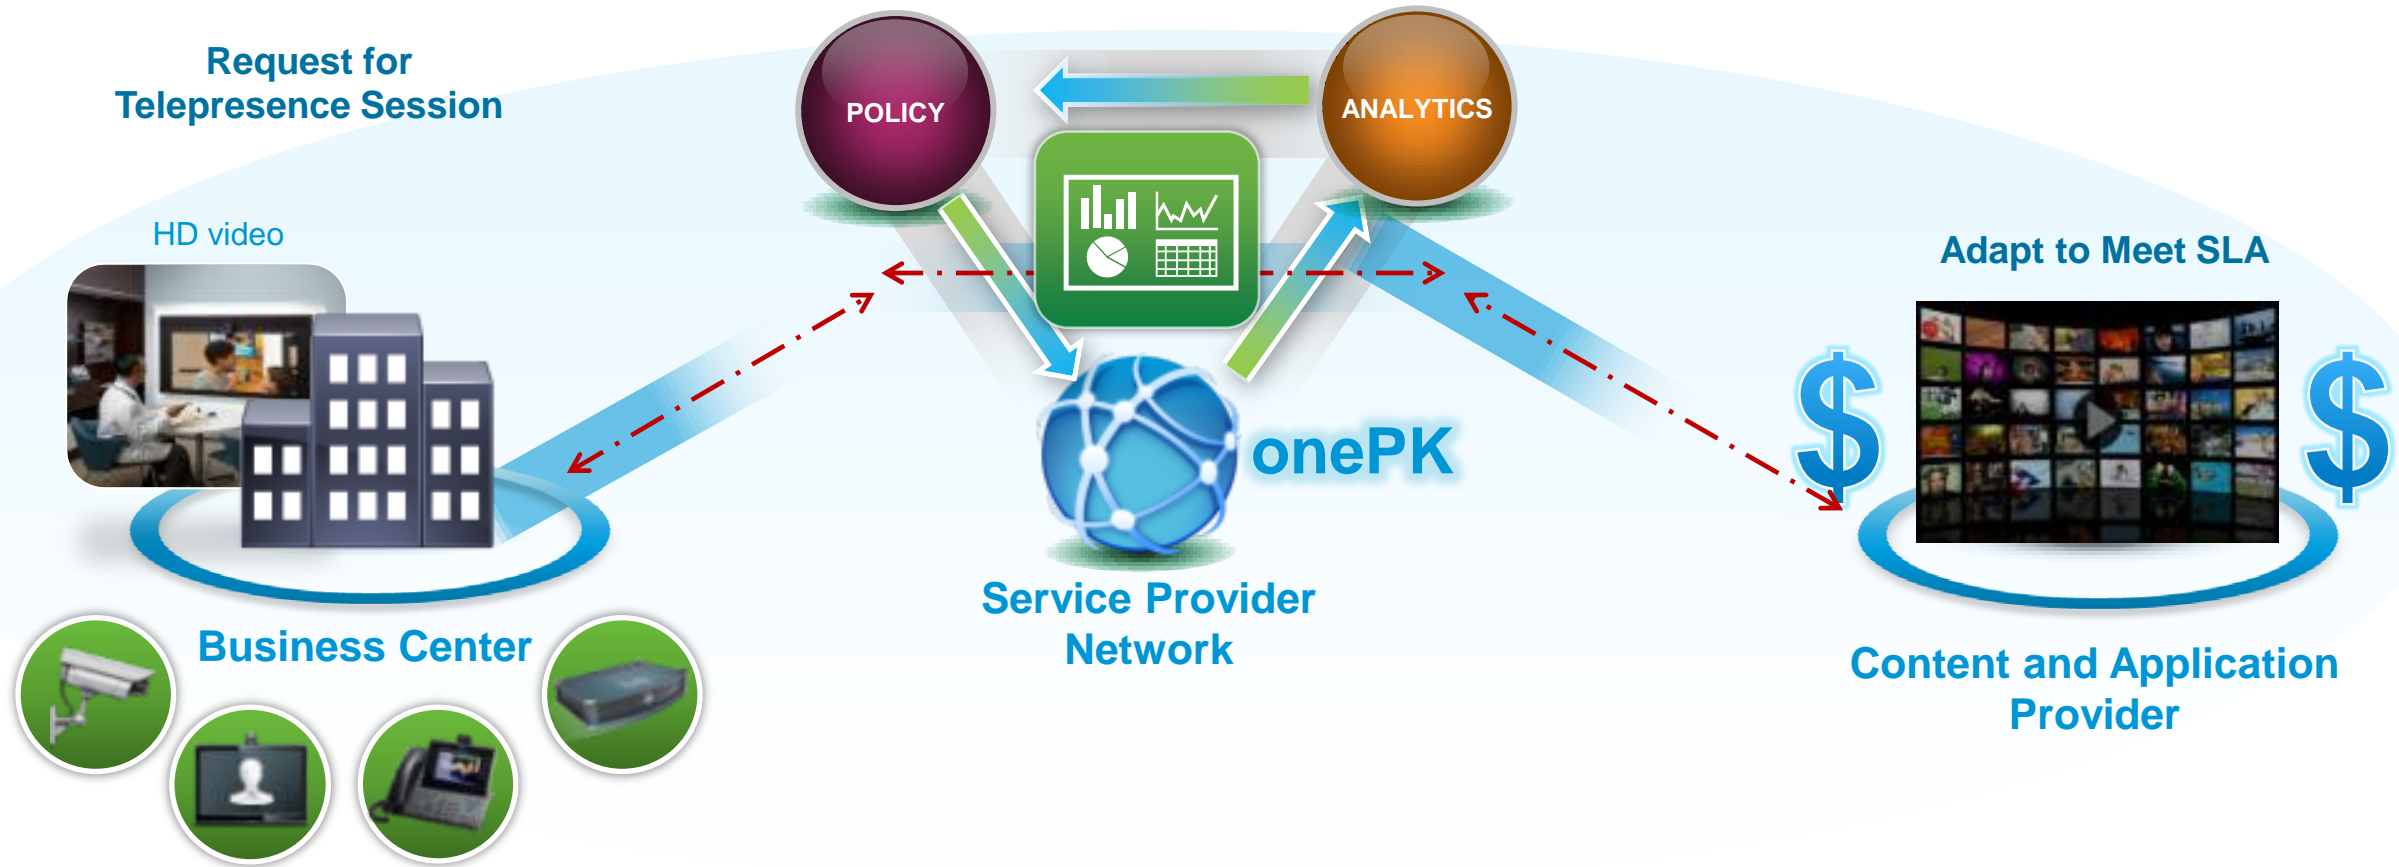 Request for
Telepresence Session
HD video
POLICY
ANALYTICS
Adapt to Meet SLA
$
$
onePK
Service Provider
Network
Business Center
Content and Application
Provider